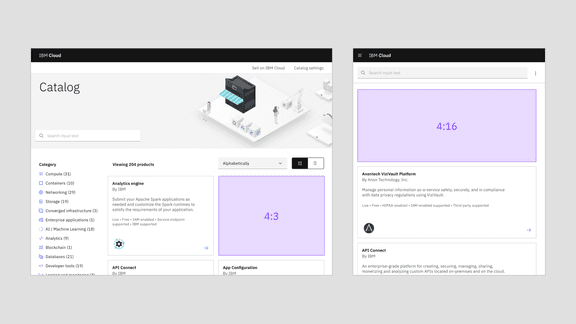 IBM Cloud
Sell on IBM Cloud Catalog settings
Catalog
Search input text
Category
Compute (31)
Containers (10)
Networking (29)
Storage (19)
Converged infrastructure (3)
Enterprise applications (1)
AI / Machine Learning (18)
Analytics (9)
Blockchain (1)
Databases (21)
Developer tools (19)
Viewing 204 products
Alphabetically
Analytics engine
By IBM
Submit your Apache Spark applications as
needed and customize the Spark runtimes to
satisfy the requirements of your application.
Lite • Free • IAM-enabled • Service endpoint
supported • IBM supported
4:3
API Connect
By IBM
App Configuration
By IBM
IBM Cloud
Search input text
4:16
Aventech VizVault Platform
By Technology, Inc.
Manage personal information as-a-service safely, securely, and in compliance
with data privacy regulations using VizVault.
Lite • Free • HIPAA-enabled • IAM-enabled • Third party supported
API Connect
By IBM
An enterprise-grade platform for creating, securing, managing, sharing,
monetizing and analyzing custom APIs located on-premises and on the cloud.